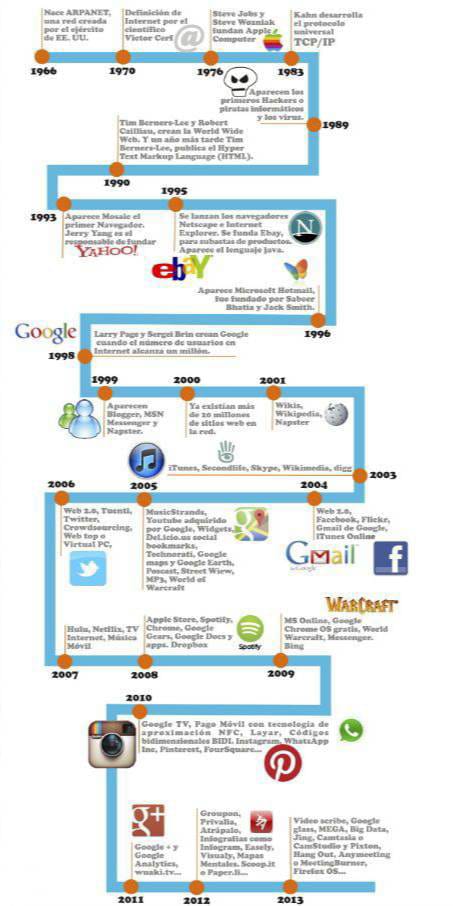 Nace ARPANET,
una red creada
por el ejército
de EE. UU.
1966
Definición de
Internet por el
científico
Victor Cerf
1970
Steve Jobs y
Steve Wozniak
fundan Apple
Computer
1976
Kahn desarrolla
el protocolo
universal
TCP/IP
1983
Aparecen los
primeros Hackers o
piratas informáticos
y los virus.
1989
Tim Berners-Lee y Robert
Cailliau, crean la World Wide
Web. Y un año más tarde Tim
Berners-Lee, publica el Hyper
Text Markup Language (HTML).
1990
1993
Aparece Mosaic el
primer Navegador.
Jerry Yang es el
responsable de fundar
YAHOO!
1995
Se lanzan los navegadores
Netscape e Internet
Explorer. Se funda Ebay,
para subastas de productos.
Aparece el lenguaje java.
N
ebay
Aparece Microsoft Hotmail,
fue fundado por Sabeer
Bhatia y Jack Smith.
1996
Google
1998
Larry Page y Sergei Brin crean Google
cuando el número de usuarios en
Internet alcanza un millón.
1999
Aparecen
Blogger, MSN
Messenger y
Napster.
2000
Ya existían más
de 20 millones
de sitios web en
la red.
2001
Wikis,
Wikipedia,
Napster
iTunes, Secondlife, Skype, Wikimedia, digg
2003
2006
Web 2.0, Tuenti,
Twitter,
Crowdsourcing,
Web top o
Virtual PC,
2005
MusicStrands,
Youtube adquirido
por Google, Widgets,
Del.icio.us social
bookmarks,
Technorati, Google
maps y Google Earth,
Poscast, Street Wiew,
MP3, World of
Warcraft
2004
Web 2.0,
Facebook, Flickr,
Gmail de Google,
iTunes Online
GMail
by Google
f
WARCRAFT
Hulu, Netflix, TV
Internet, Música
Móvil
2007
Apple Store, Spotify,
Chrome, Google
Gears, Google Docs y
apps. Dropbox
2008
Spotify
MS Online, Google
Chrome OS gratis, World
Warcraft, Messenger.
Bing
2009
2010
Google TV, Pago Móvil con tecnología de
aproximación NFC, Layar, Códigos
bidimensionales BIDI. Instagram, WhatsApp
Inc, Pinterest, FourSquare...
g+
Google + y
Google
Analytics,
wuaki.tv...
2011
Groupon,
Privalia,
Atrápalo,
Infografías como
Infogram, Easely,
Visualy, Mapas
Mentales. Scoop.it
o Paper.li...
2012
Video scribe, Google
glass, MEGA, Big Data,
Jing, Camtasia o
CamStudio y Pixton,
Hang Out, Anymeeting
o MeetingBurner,
Firefox OS...
2013